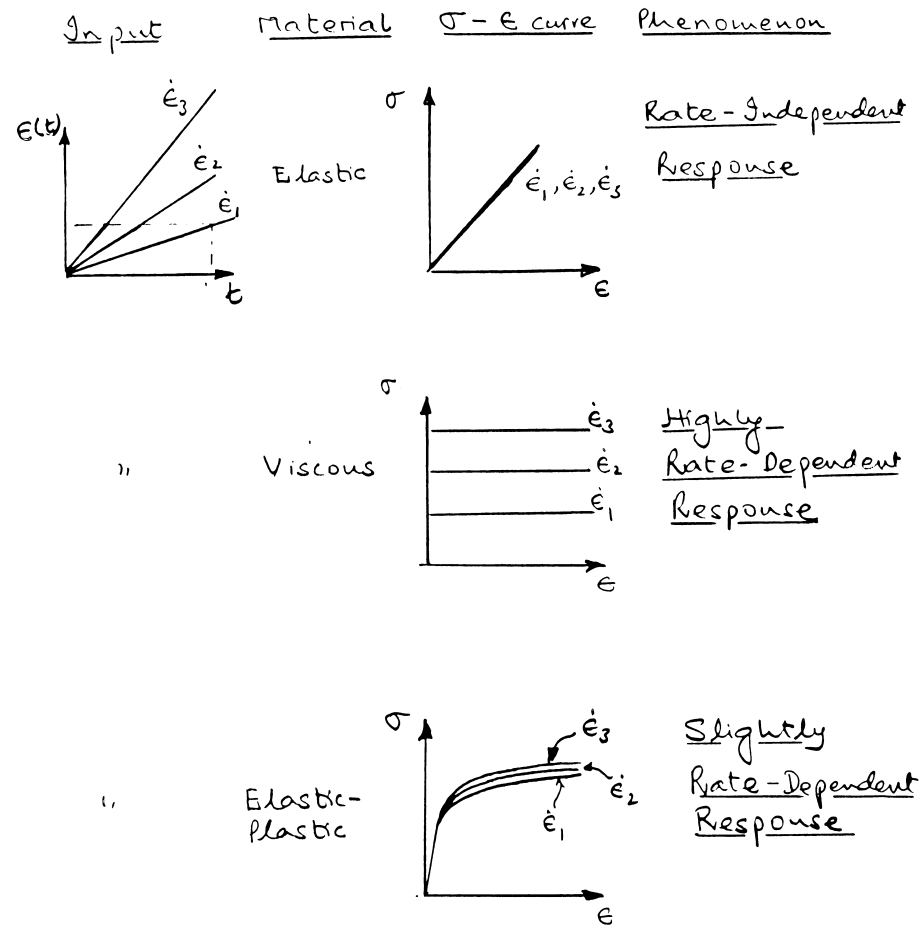 Input Material σ - ϵ curve Phenomenon
ϵ(t)
ϵ̇3
ϵ̇2
ϵ̇1
t
Elastic
σ
ϵ̇1, ϵ̇2, ϵ̇3
ϵ
Rate-Independent
Response
"
Viscous
σ
ϵ̇3
ϵ̇2
ϵ̇1
ϵ
Highly-
Rate-Dependent
Response
"
Elastic-
Plastic
σ
ϵ̇3
ϵ̇2
ϵ̇1
ϵ
Slightly
Rate-Dependent
Response